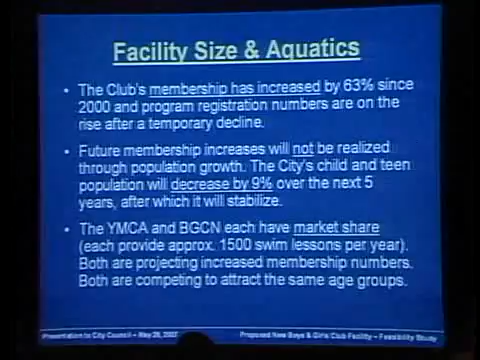 Facility Size & Aquatics
• The Club's membership has increased by 63% since
2000 and program registration numbers are on the
rise after a temporary decline.
• Future membership increases will not be realized
through population growth. The City's child and teen
population will decrease by 9% over the next 5
years, after which it will stabilize.
• The YMCA and BGCN each have market share
(each provide approx. 1500 swim lessons per year).
Both are projecting increased membership numbers.
Both are competing to attract the same age groups.
Presentation to City Council – May 28,
Proposed New Boys & Girls Club Facility – Feasibility Study